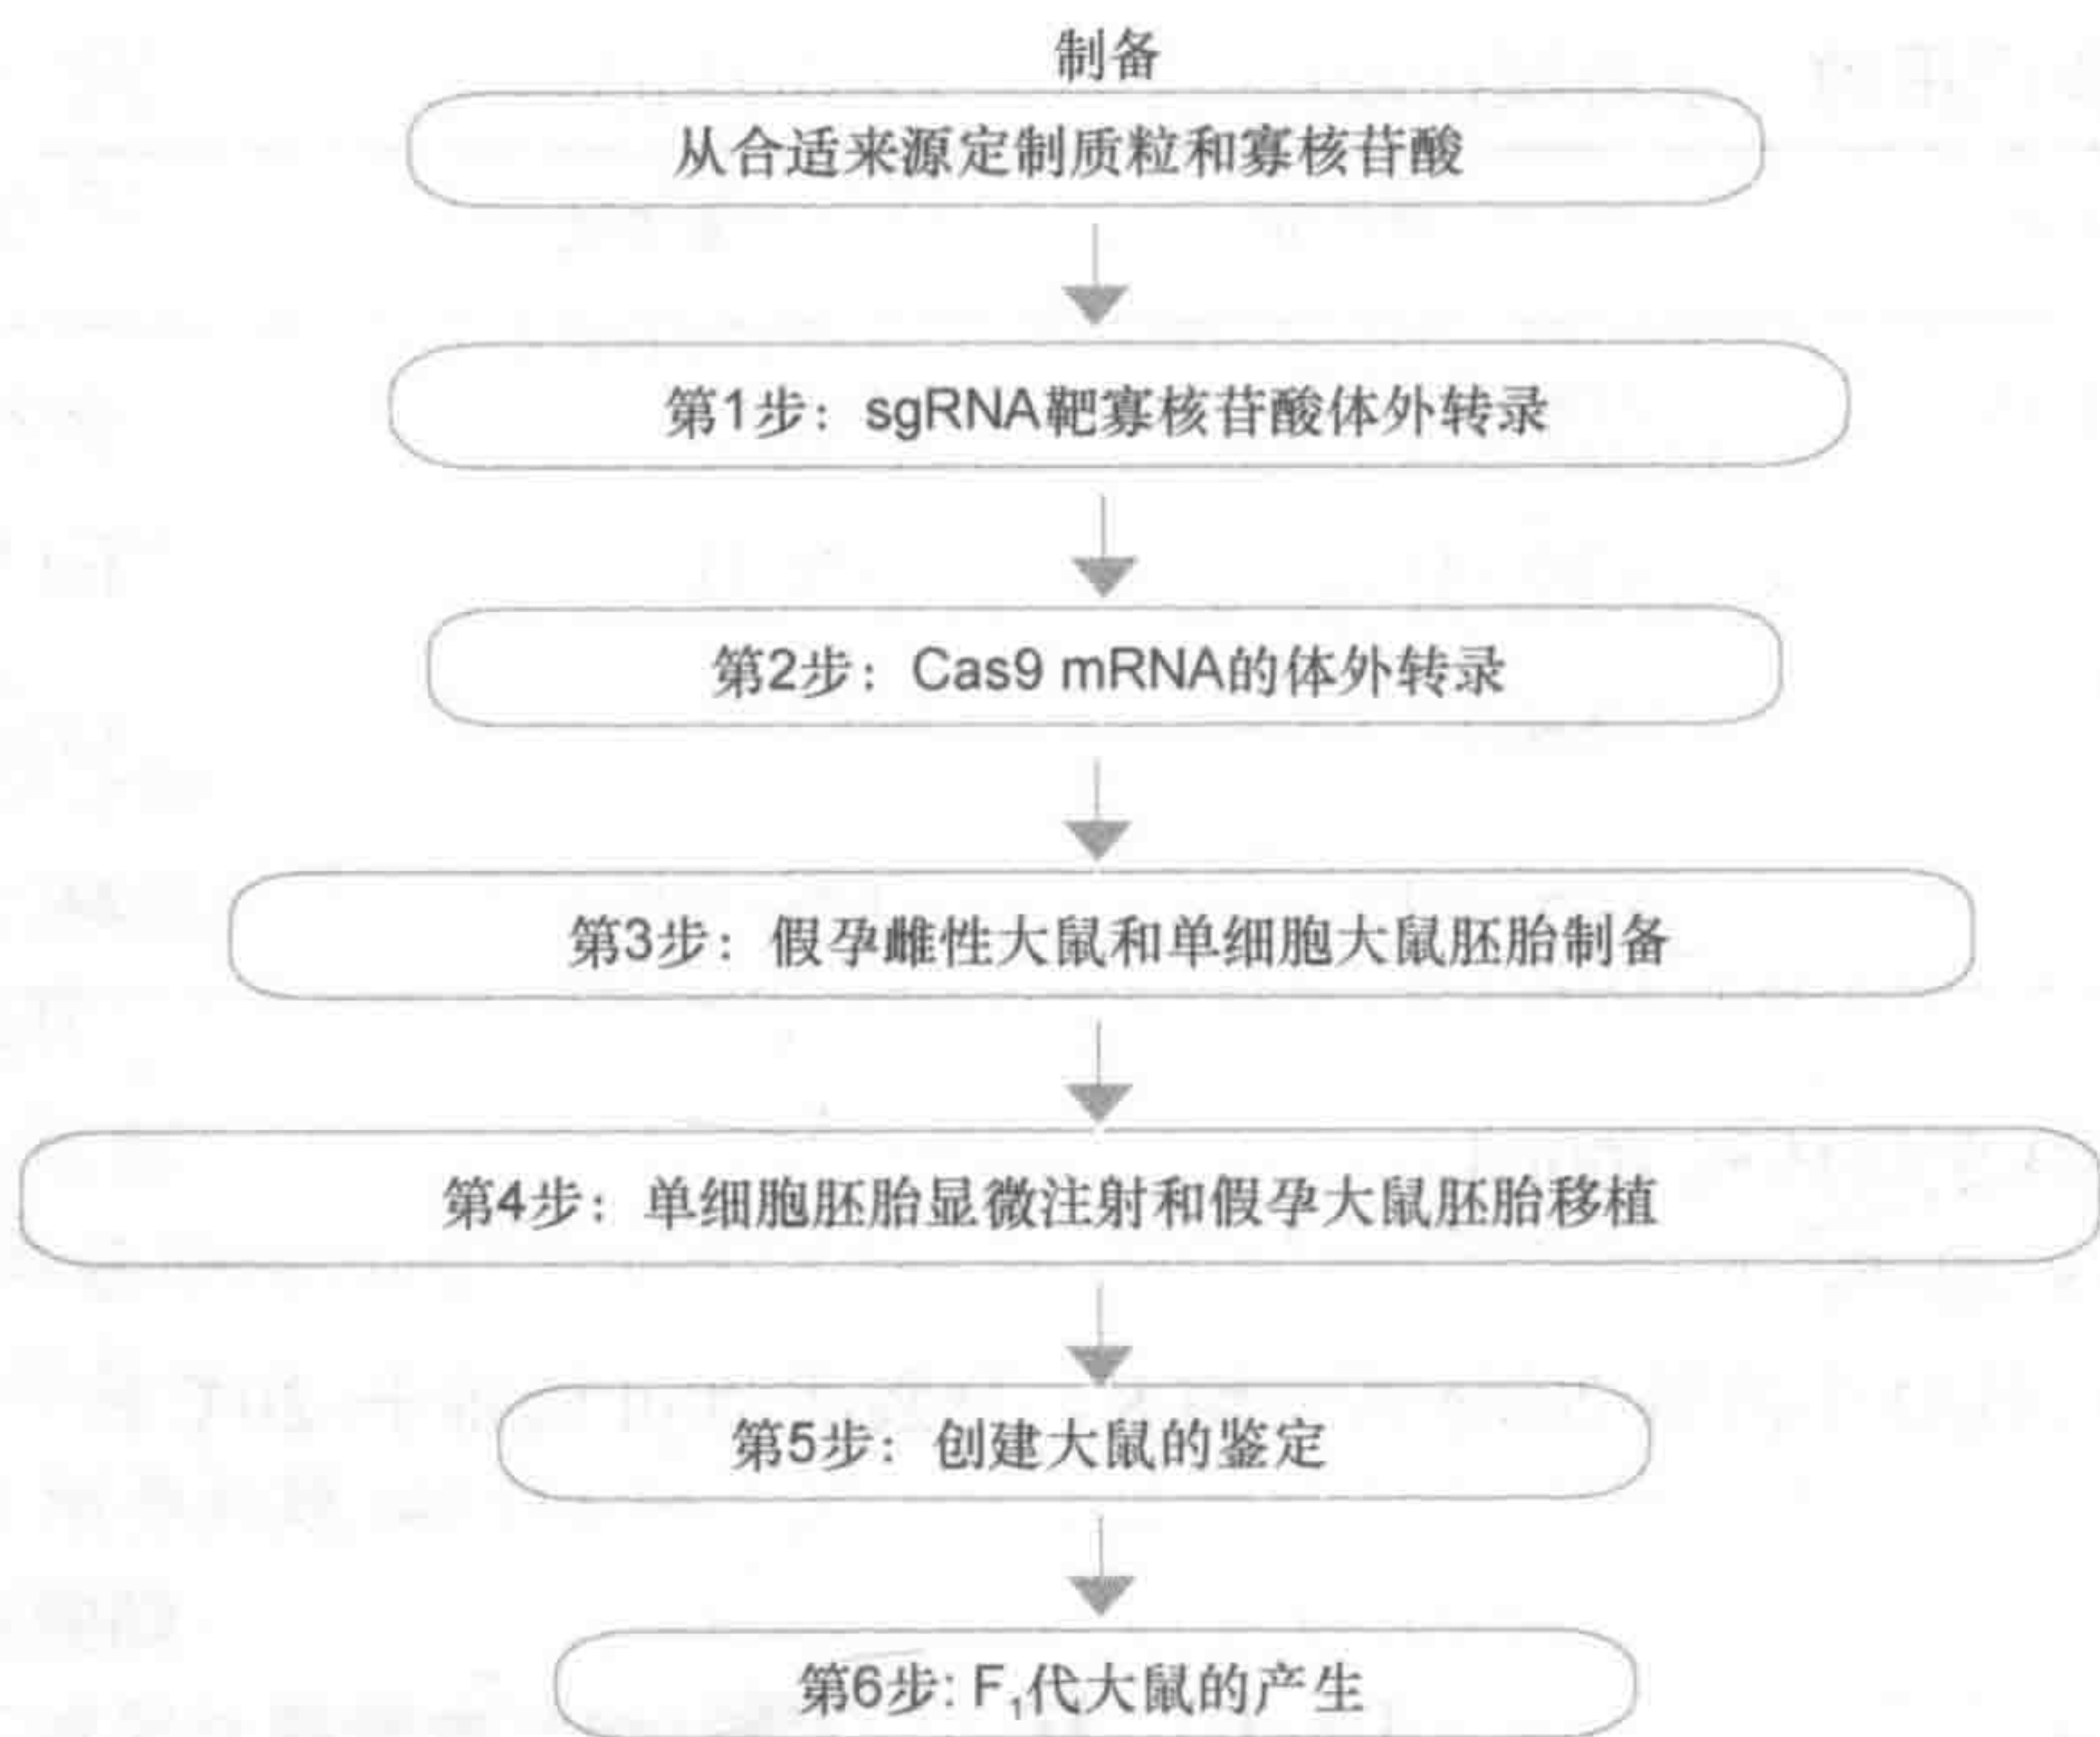 制备
从合适来源定制质粒和寡核苷酸
第1步：sgRNA靶寡核苷酸体外转录
第2步：Cas9 mRNA的体外转录
第3步：假孕雌性大鼠和单细胞大鼠胚胎制备
第4步：单细胞胚胎显微注射和假孕大鼠胚胎移植
第5步：创建大鼠的鉴定
第6步: F₁代大鼠的产生